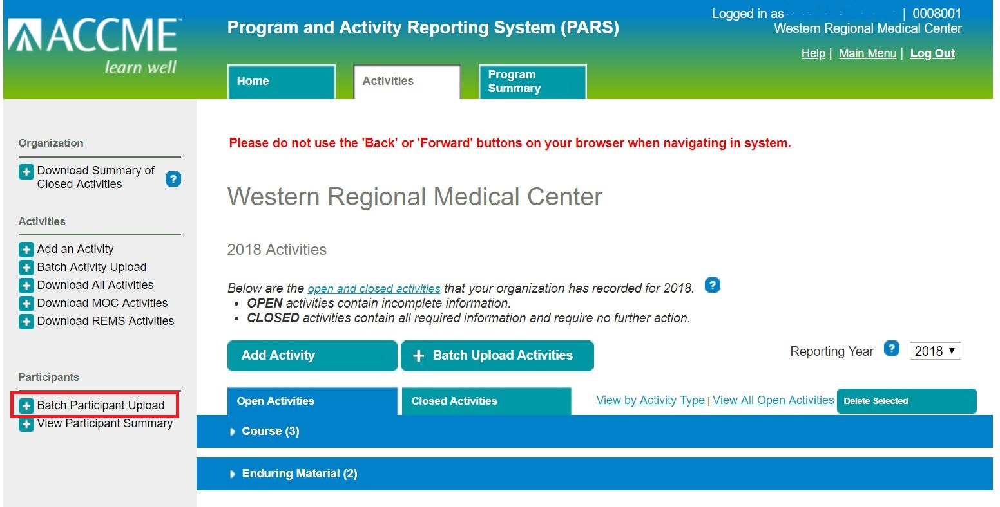 ACCME
learn well
Program and Activity Reporting System (PARS)
Logged in as | 0008001
Western Regional Medical Center
Help | Main Menu | Log Out
Home
Activities
Program
Summary
Organization
Download Summary of
Closed Activities
?
Activities
Add an Activity
Batch Activity Upload
Download All Activities
Download MOC Activities
Download REMS Activities
Participants
Batch Participant Upload
View Participant Summary
Please do not use the 'Back' or 'Forward' buttons on your browser when navigating in system.
Western Regional Medical Center
2018 Activities
Below are the open and closed activities that your organization has recorded for 2018. ?
• OPEN activities contain incomplete information.
• CLOSED activities contain all required information and require no further action.
Add Activity
+ Batch Upload Activities
Reporting Year ? 2018
Open Activities
Closed Activities
View by Activity Type | View All Open Activities
Delete Selected
Course (3)
Enduring Material (2)